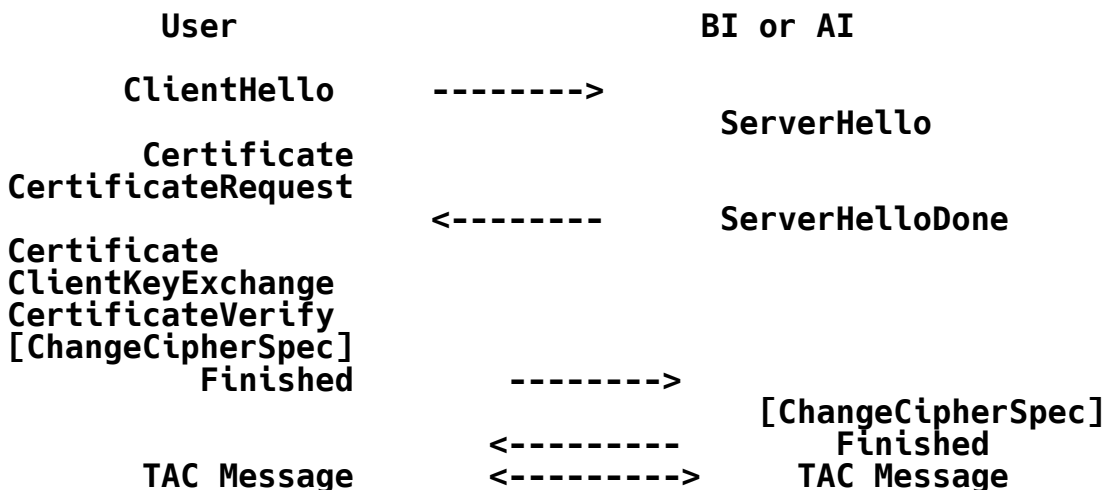 User BI or AI
ClientHello -------->
ServerHello
Certificate
CertificateRequest
<-------- ServerHelloDone
Certificate
ClientKeyExchange
CertificateVerify
[ChangeCipherSpec]
Finished -------->
[ChangeCipherSpec]
<--------- Finished
TAC Message <---------> TAC Message